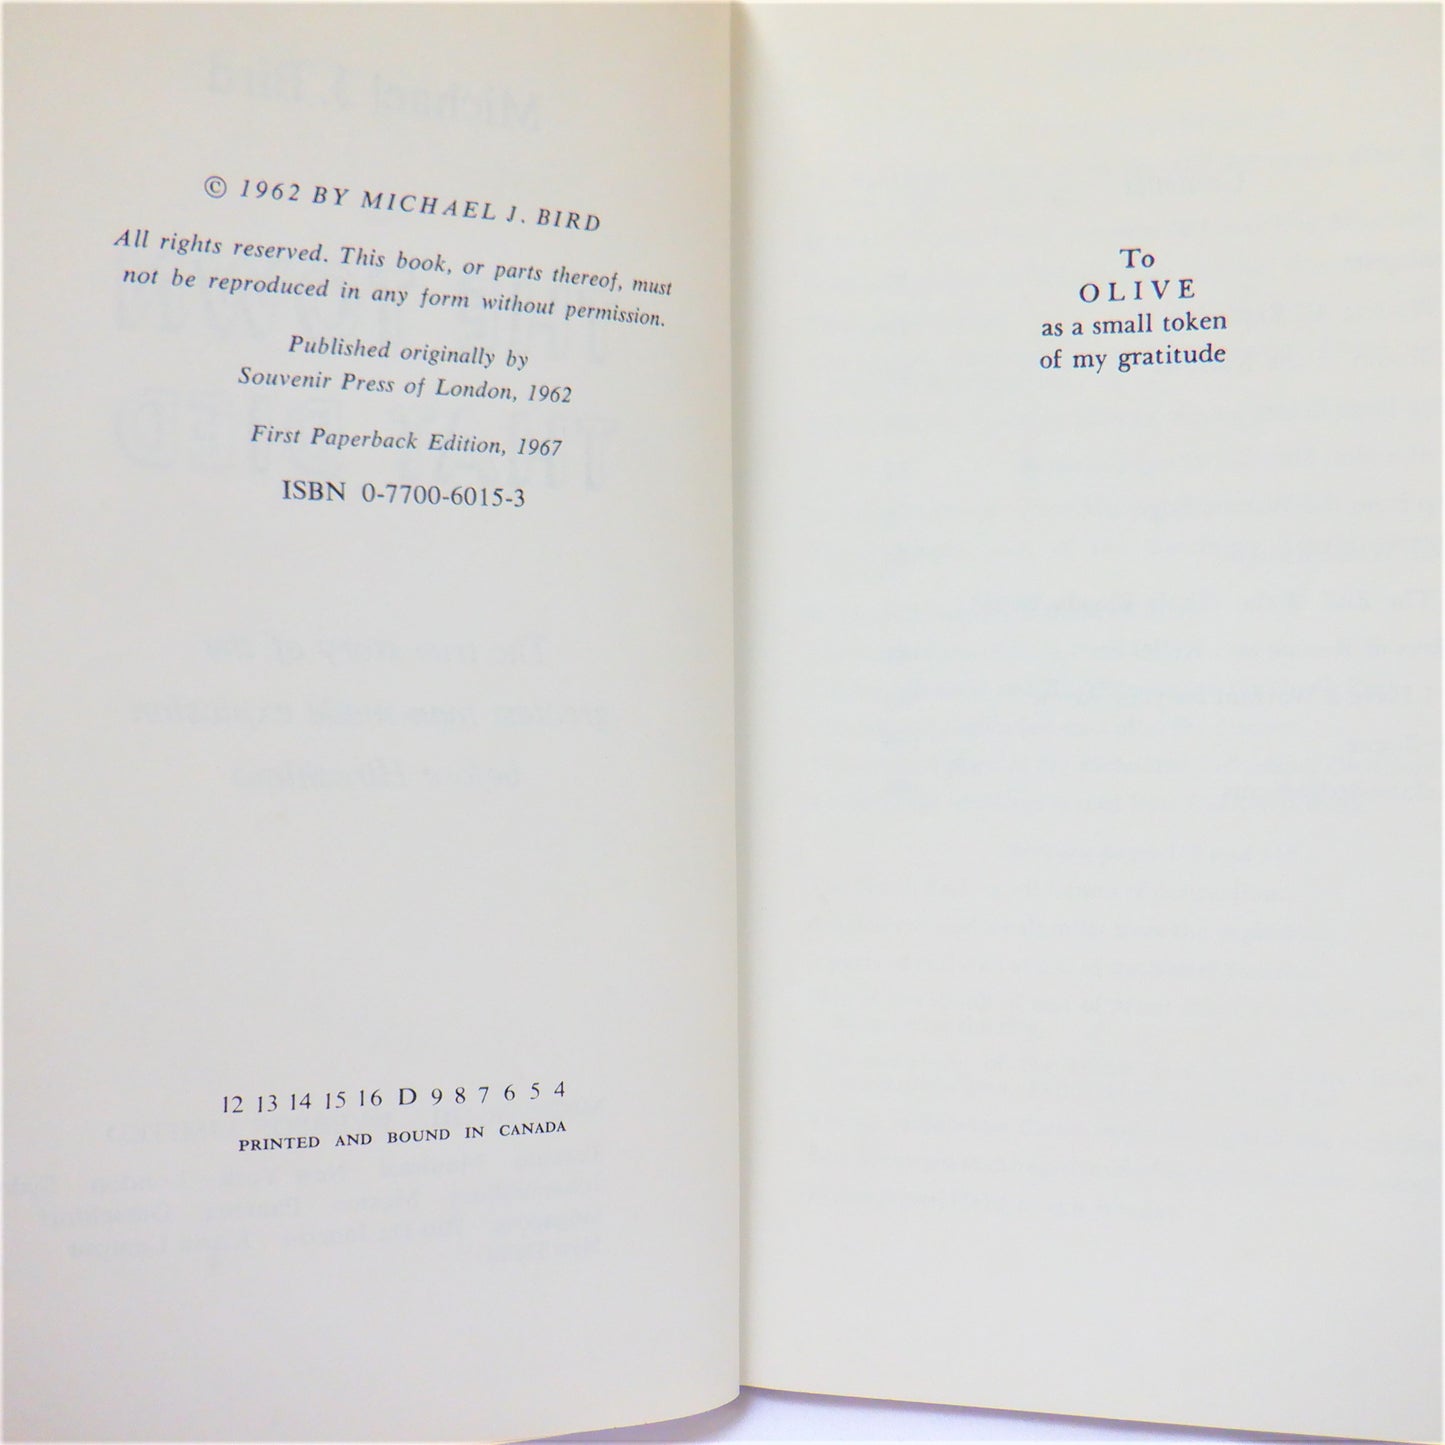 © 1962 BY MICHAEL J. BIRD
All rights reserved. This book, or parts thereof, must
not be reproduced in any form without permission.
Published originally by
Souvenir Press of London, 1962
First Paperback Edition, 1967
ISBN 0-7700-6015-3
12 13 14 15 16 D 9 8 7 6 5 4
PRINTED AND BOUND IN CANADA
To
OLIVE
as a small token
of my gratitude